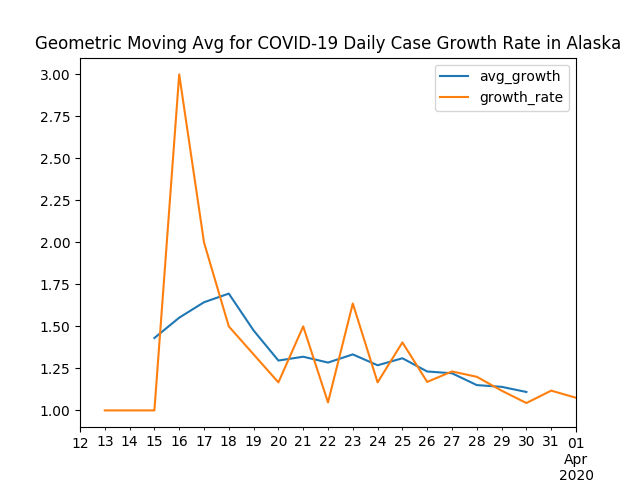 Geometric Moving Avg for COVID-19 Daily Case Growth Rate in Alaska
avg_growth
growth_rate
3.00
2.75
2.50
2.25
2.00
1.75
1.50
1.25
1.00
12 13 14 15 16 17 18 19 20 21 22 23 24 25 26 27 28 29 30 31 01
Apr
2020